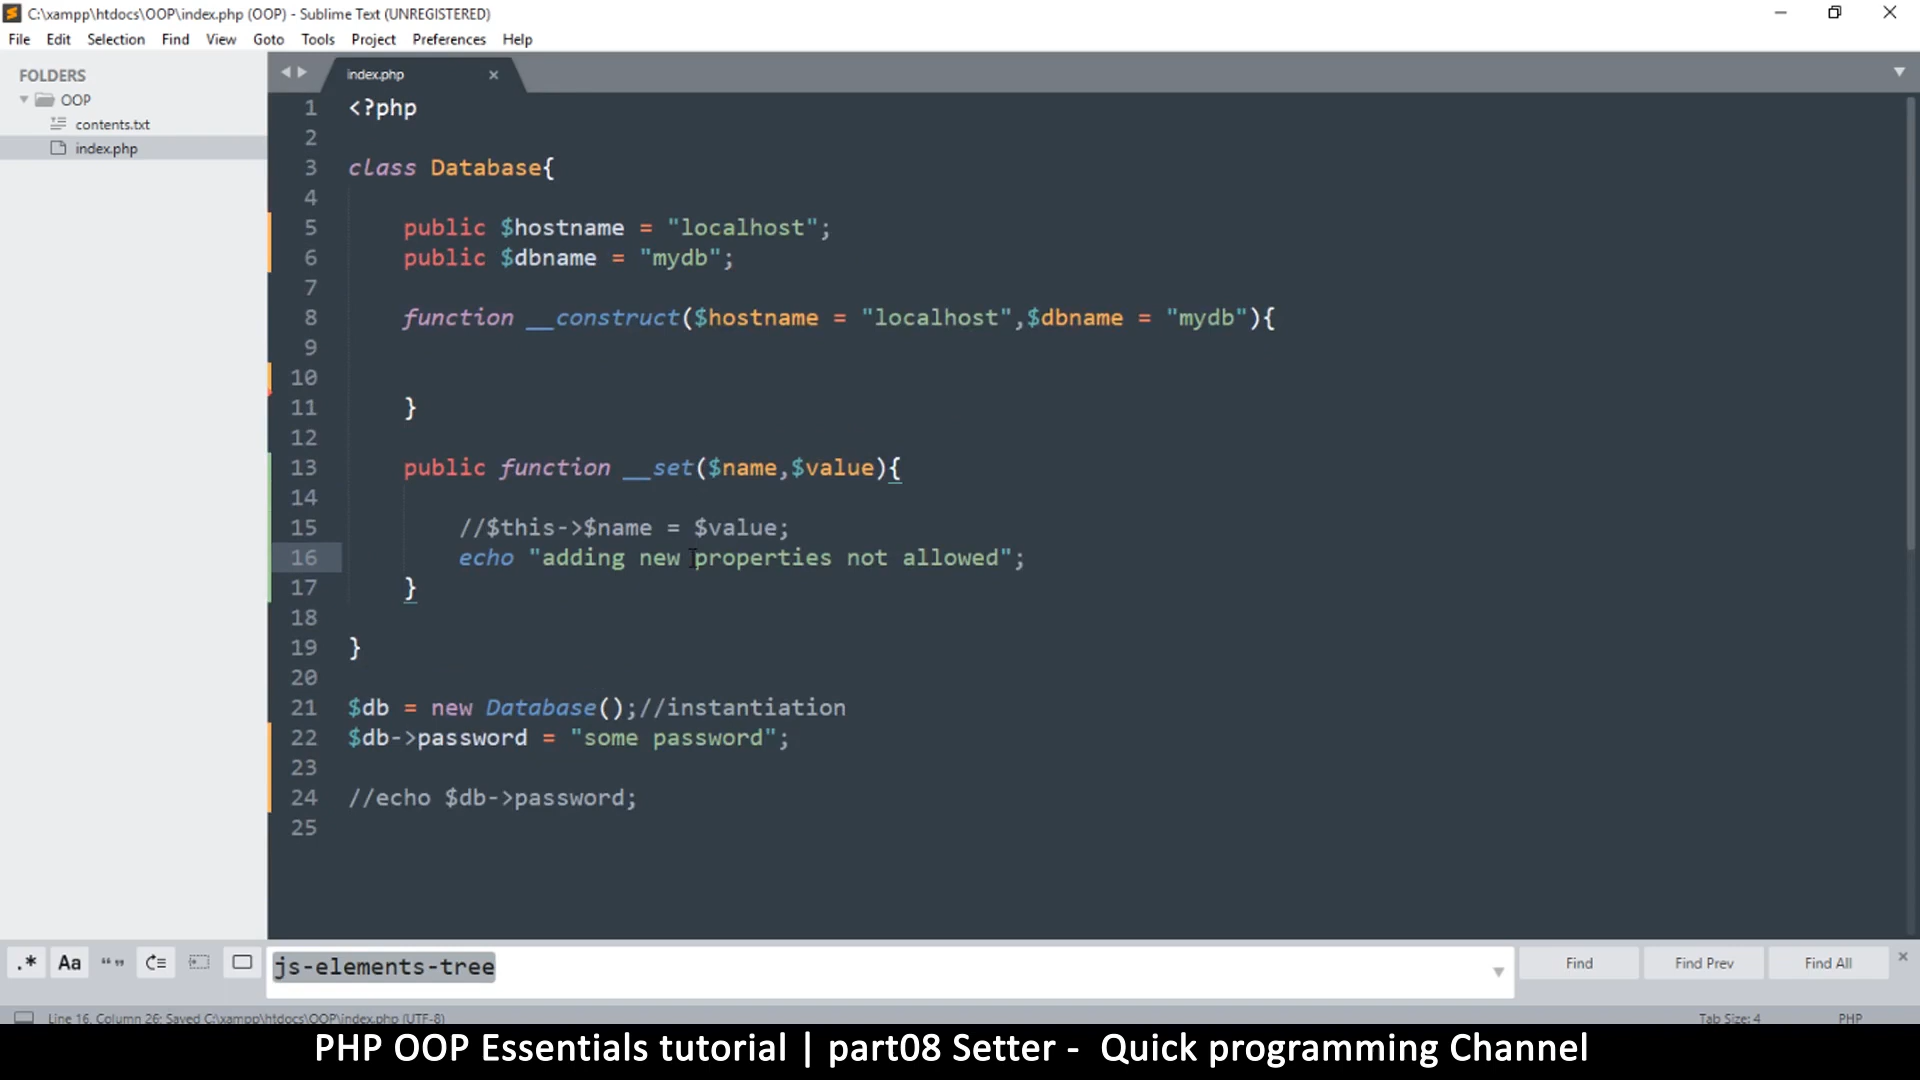 C:\xampp\htdocs\OOP\index.php (OOP) - Sublime Text (UNREGISTERED)
File Edit Selection Find View Goto Tools Project Preferences Help
FOLDERS
OOP
contents.txt
index.php
index.php
1 <?php
2
3 class Database{
4
5 public $hostname = "localhost";
6 public $dbname = "mydb";
7
8 function __construct($hostname = "localhost",$dbname = "mydb"){
9
10
11 }
12
13 public function __set($name,$value){
14
15 //$this->$name = $value;
16 echo "adding new properties not allowed";
17 }
18
19 }
20
21 $db = new Database();//instantiation
22 $db->password = "some password";
23
24 //echo $db->password;
25
.* Aa “ ” js-elements-tree Find Find Prev Find All
Line 16, Column 26; Saved C:\xampp\htdocs\OOP\index.php (UTF-8) Tab Size: 4 PHP
PHP OOP Essentials tutorial | part08 Setter - Quick programming Channel